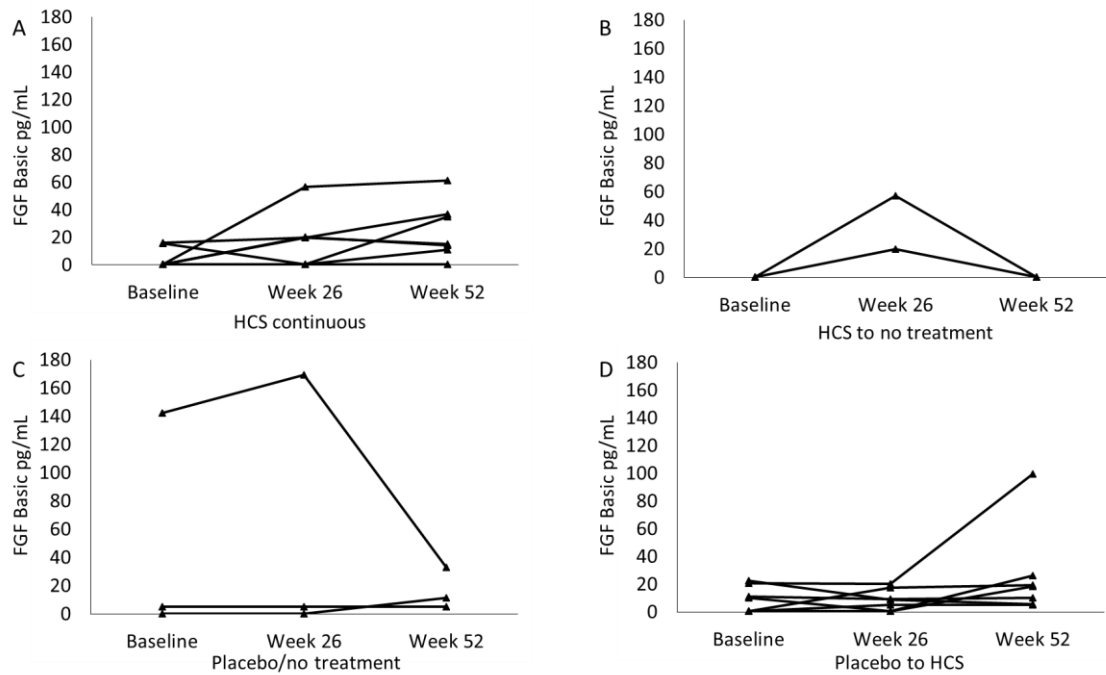 A
FGF Basic pg/mL
180
160
140
120
100
80
60
40
20
0
Baseline Week 26 Week 52
HCS continuous
B
FGF Basic pg/mL
180
160
140
120
100
80
60
40
20
0
Baseline Week 26 Week 52
HCS to no treatment
C
FGF Basic pg/mL
180
160
140
120
100
80
60
40
20
0
Baseline Week 26 Week 52
Placebo/no treatment
D
FGF Basic pg/mL
180
160
140
120
100
80
60
40
20
0
Baseline Week 26 Week 52
Placebo to HCS